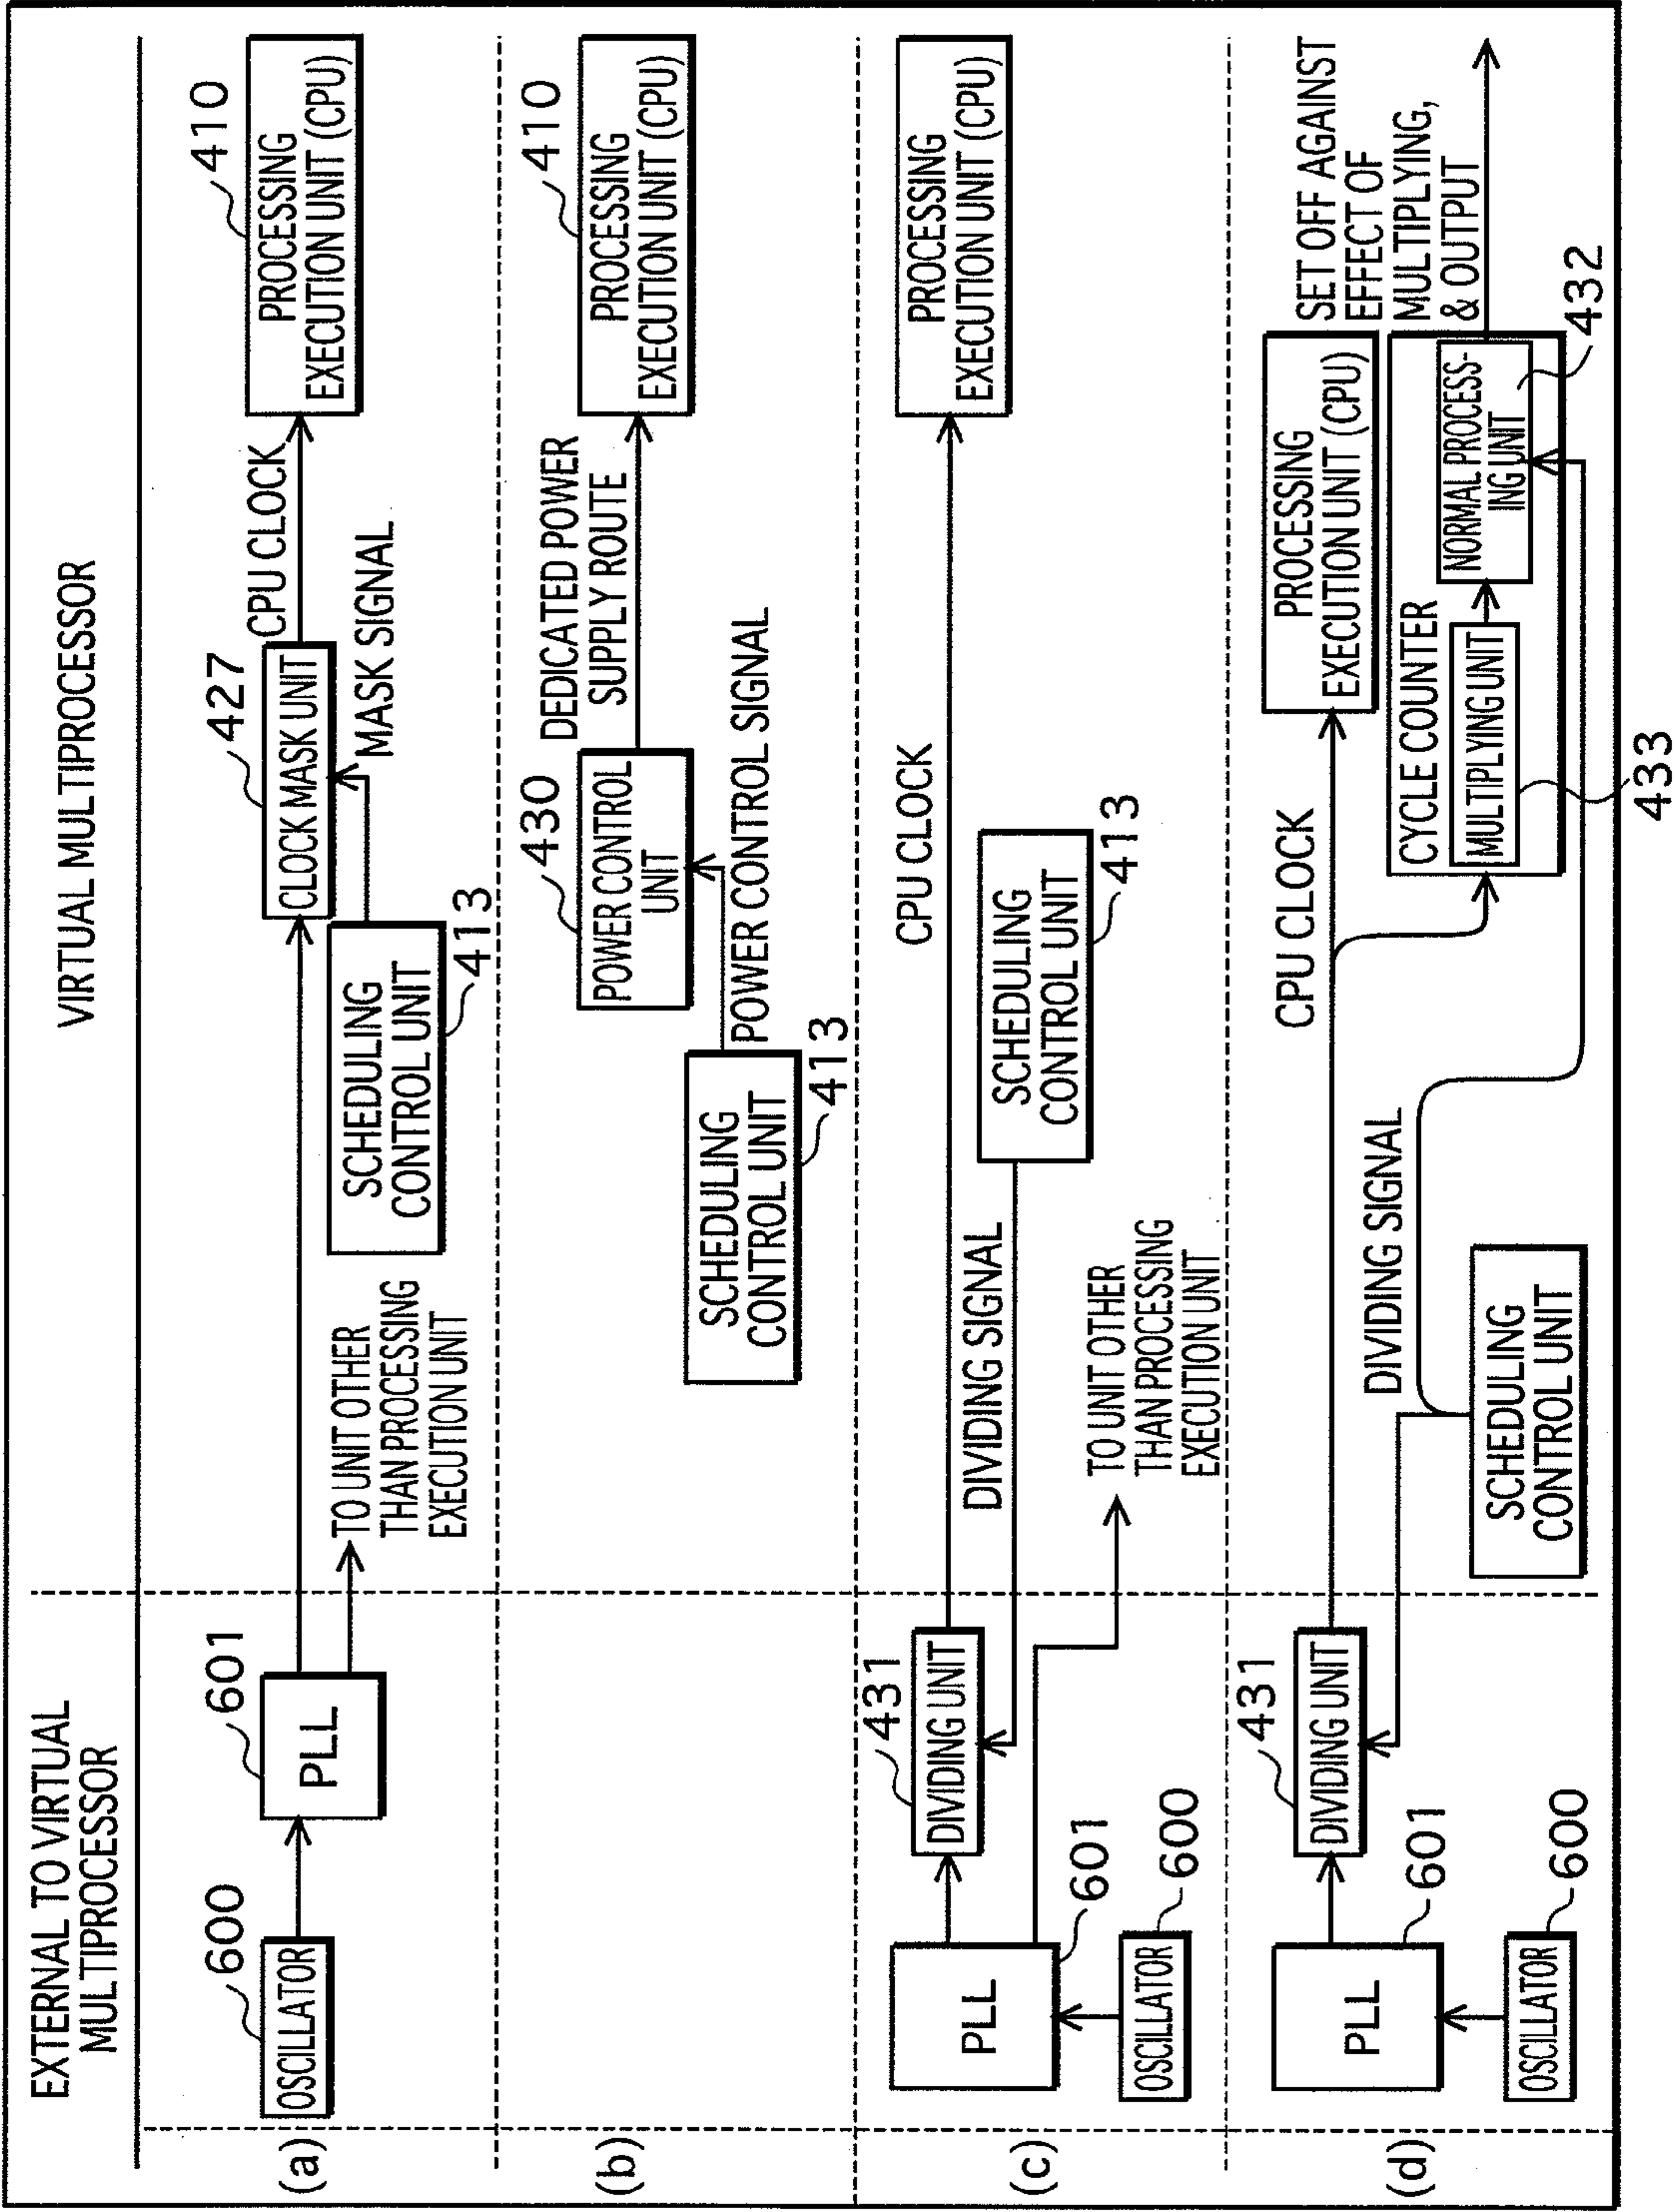 EXTERNAL TO VIRTUAL
MULTIPROCESSOR
VIRTUAL MULTIPROCESSOR
(a)
600
OSCILLATOR
601
PLL
TO UNIT OTHER
THAN PROCESSING
EXECUTION UNIT
SCHEDULING
CONTROL UNIT
413
427
CLOCK MASK UNIT
MASK SIGNAL
CPU CLOCK
410
PROCESSING
EXECUTION UNIT (CPU)
(b)
SCHEDULING
CONTROL UNIT
413
430
POWER CONTROL
UNIT
POWER CONTROL SIGNAL
DEDICATED POWER
SUPPLY ROUTE
410
PROCESSING
EXECUTION UNIT (CPU)
(c)
PLL
601
OSCILLATOR
600
431
DIVIDING UNIT
DIVIDING SIGNAL
TO UNIT OTHER
THAN PROCESSING
EXECUTION UNIT
SCHEDULING
CONTROL UNIT
413
CPU CLOCK
PROCESSING
EXECUTION UNIT (CPU)
(d)
PLL
601
OSCILLATOR
600
431
DIVIDING UNIT
SCHEDULING
CONTROL UNIT
DIVIDING SIGNAL
CPU CLOCK
PROCESSING
EXECUTION UNIT (CPU)
CYCLE COUNTER
MULTIPLYING UNIT
433
NORMAL PROCESS-
ING UNIT
432
SET OFF AGAINST
EFFECT OF
MULTIPLYING,
& OUTPUT